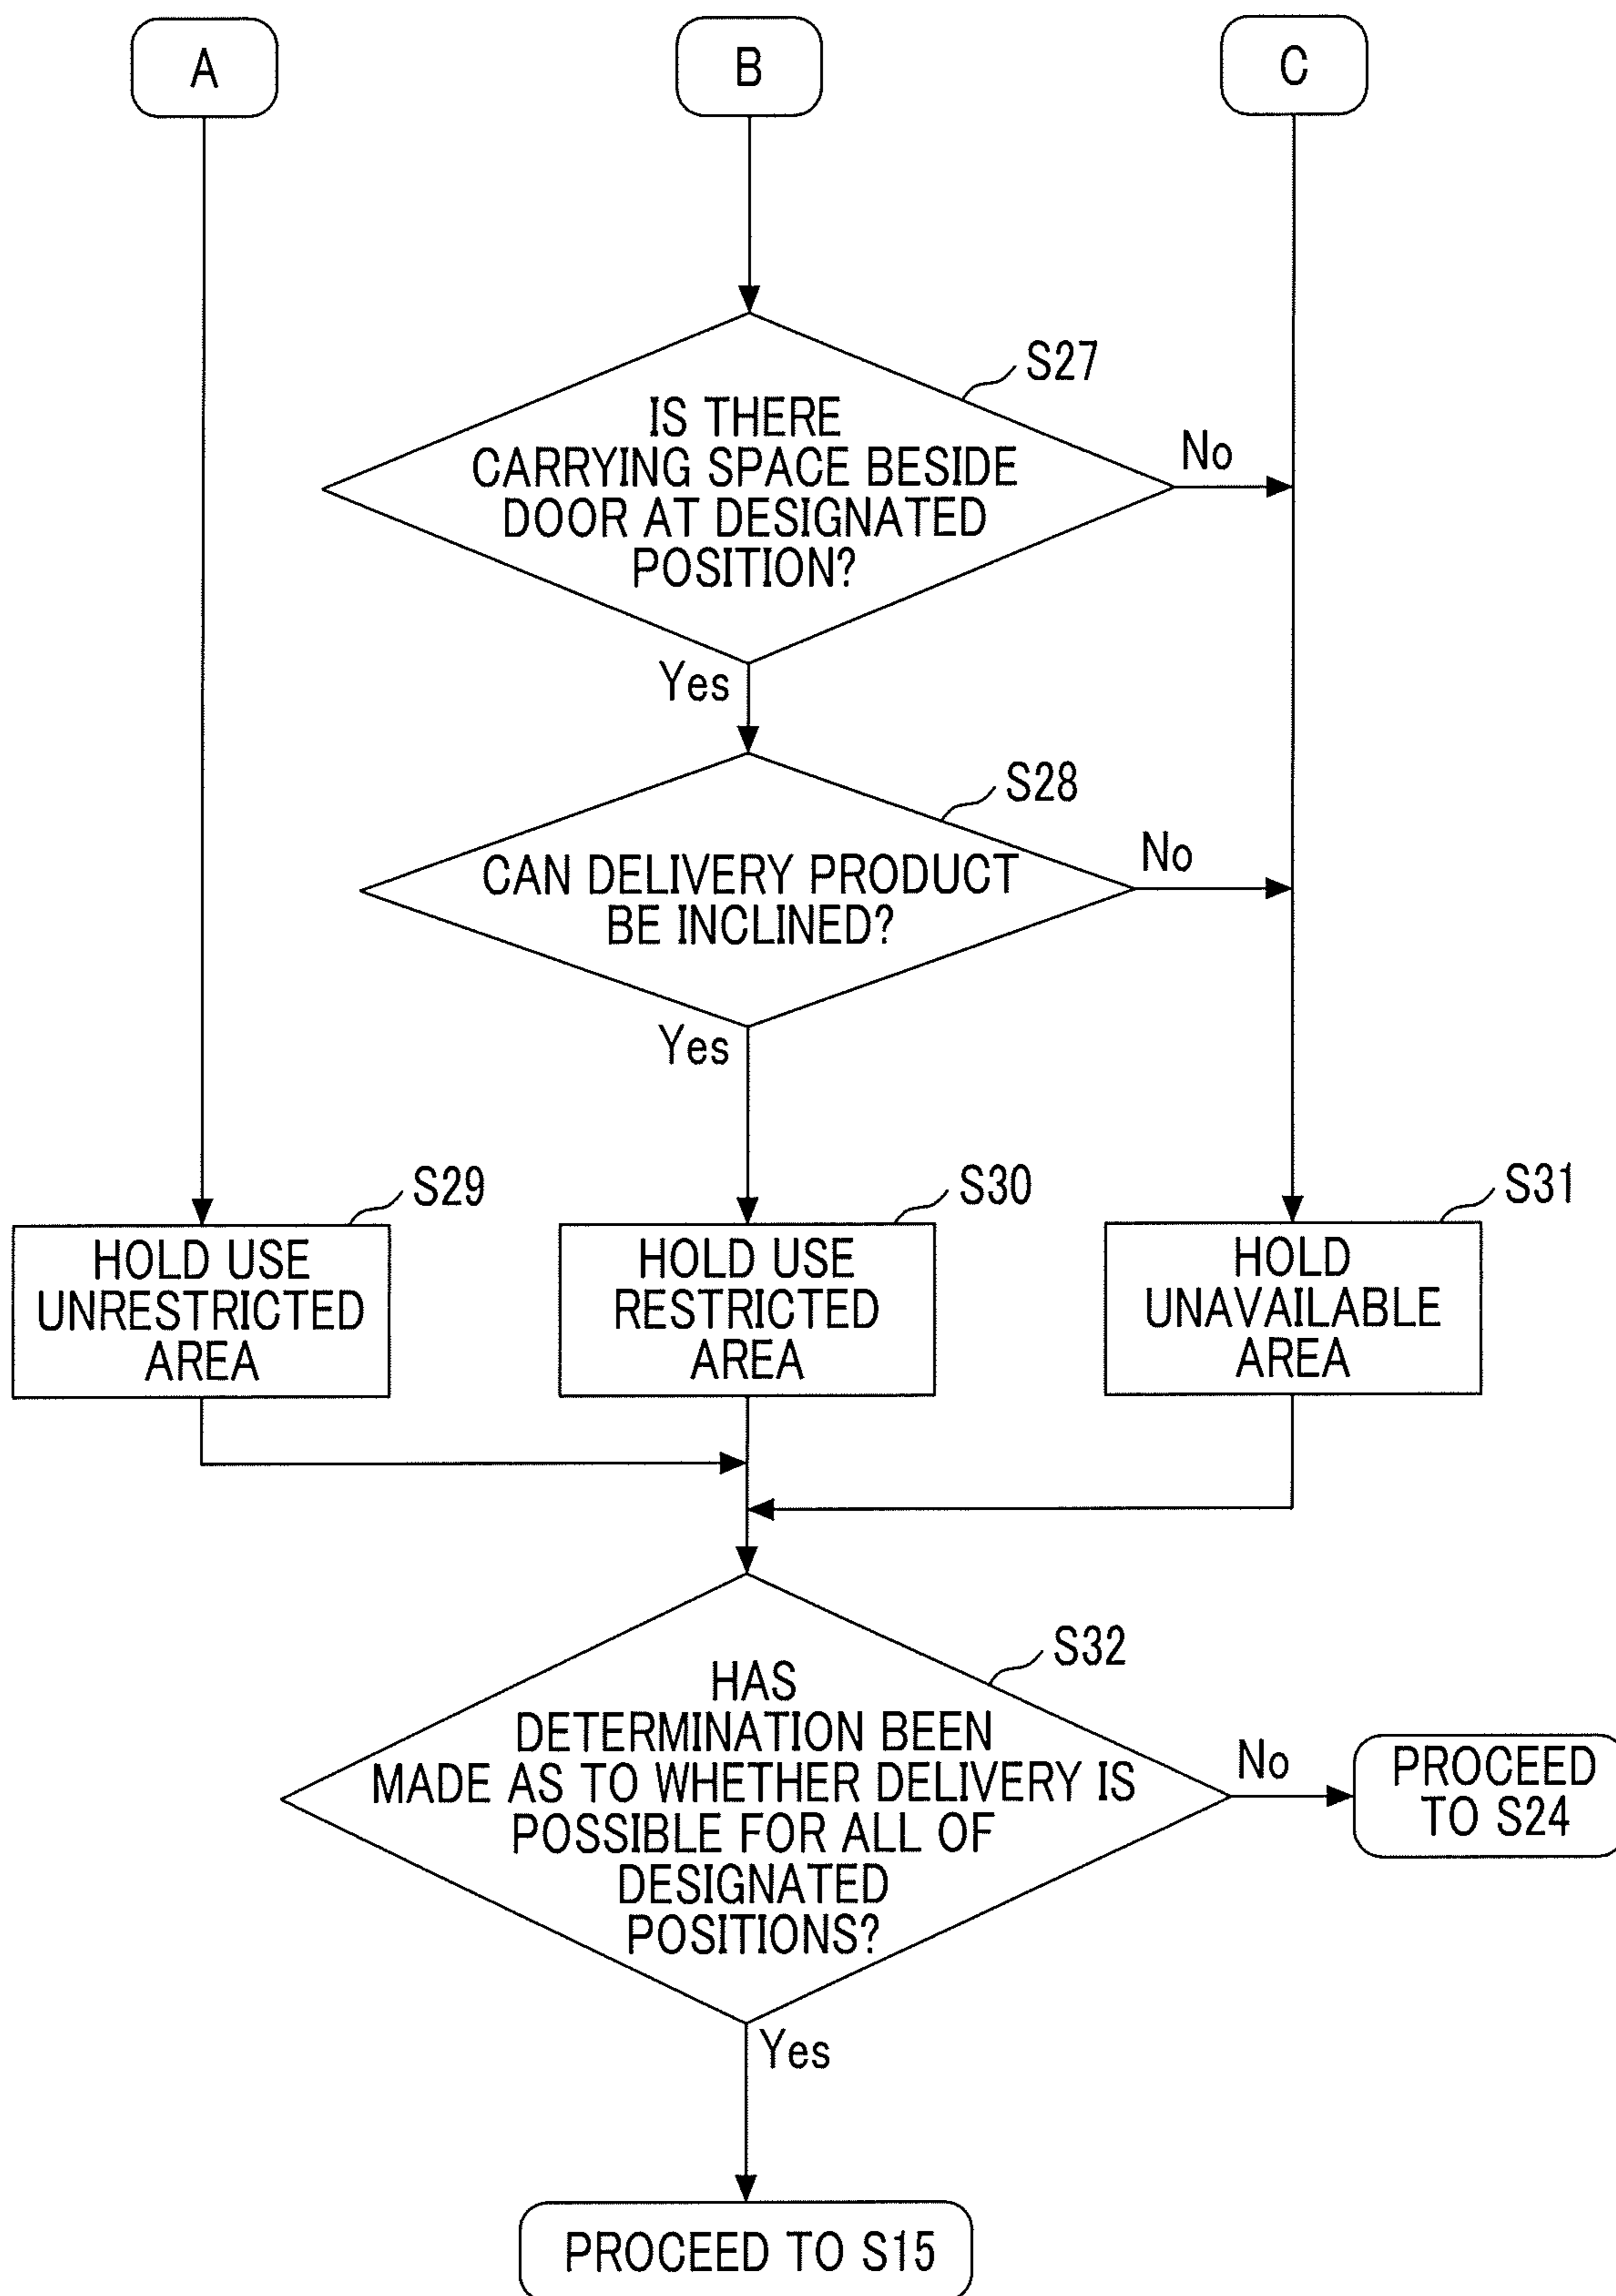 A
B
C
S27
IS THERE
CARRYING SPACE BESIDE
DOOR AT DESIGNATED
POSITION?
No
Yes
S28
CAN DELIVERY PRODUCT
BE INCLINED?
No
Yes
S29
HOLD USE
UNRESTRICTED
AREA
S30
HOLD USE
RESTRICTED
AREA
S31
HOLD
UNAVAILABLE
AREA
S32
HAS
DETERMINATION BEEN
MADE AS TO WHETHER DELIVERY IS
POSSIBLE FOR ALL OF
DESIGNATED
POSITIONS?
No
PROCEED
TO S24
Yes
PROCEED TO S15